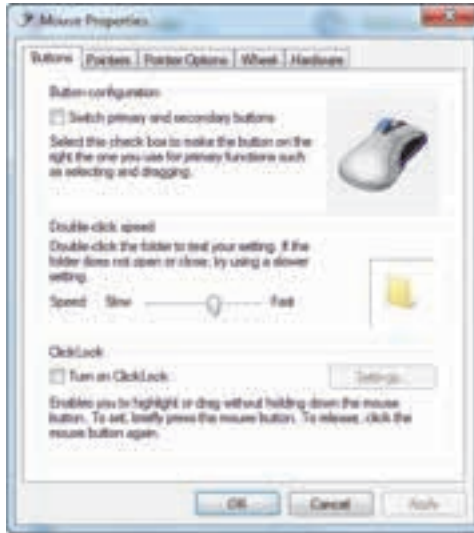 Mouse Properties
Buttons Pointers Pointer Options Wheel Hardware
Button configuration
Switch primary and secondary buttons
Select this check box to make the button on the
right the one you use for primary functions such
as selecting and dragging.
Double-click speed
Double-click the folder to test your setting. If the
folder does not open or close, try using a slower
setting.
Speed: Slow Fast
ClickLock
Turn on ClickLock Settings...
Enables you to highlight or drag without holding down the mouse
button. To set, briefly press the mouse button. To release, click the
mouse button again.
OK Cancel Apply